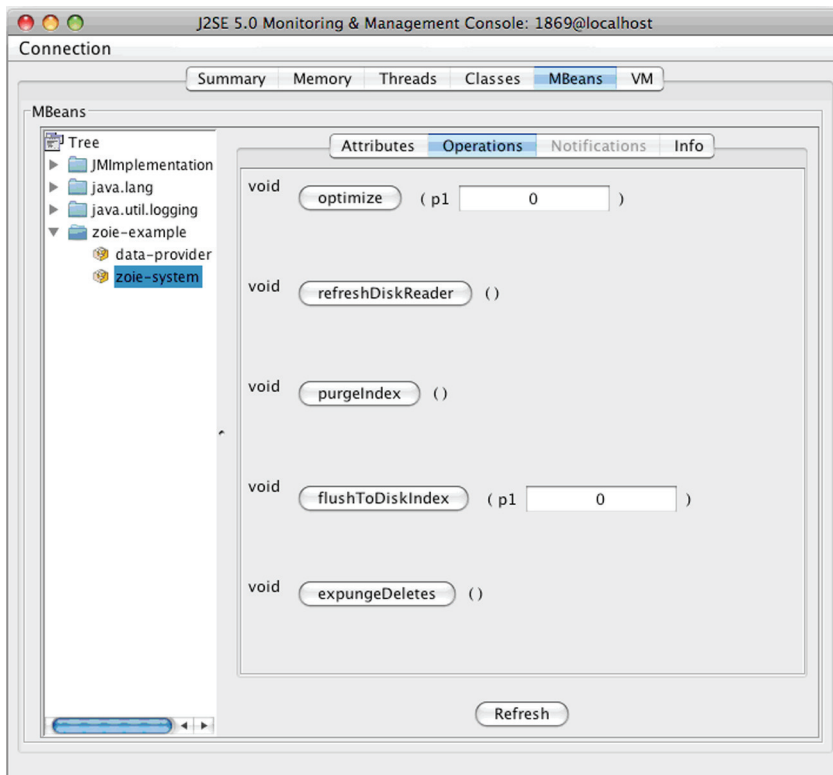 J2SE 5.0 Monitoring & Management Console: 1869@localhost
Connection
Summary Memory Threads Classes MBeans VM
MBeans
Tree
JMImplementation
java.lang
java.util.logging
zoie-example
data-provider
zoie-system
Attributes Operations Notifications Info
void optimize ( p1 0 )
void refreshDiskReader ()
void purgeIndex ()
void flushToDiskIndex ( p1 0 )
void expungeDeletes ()
Refresh